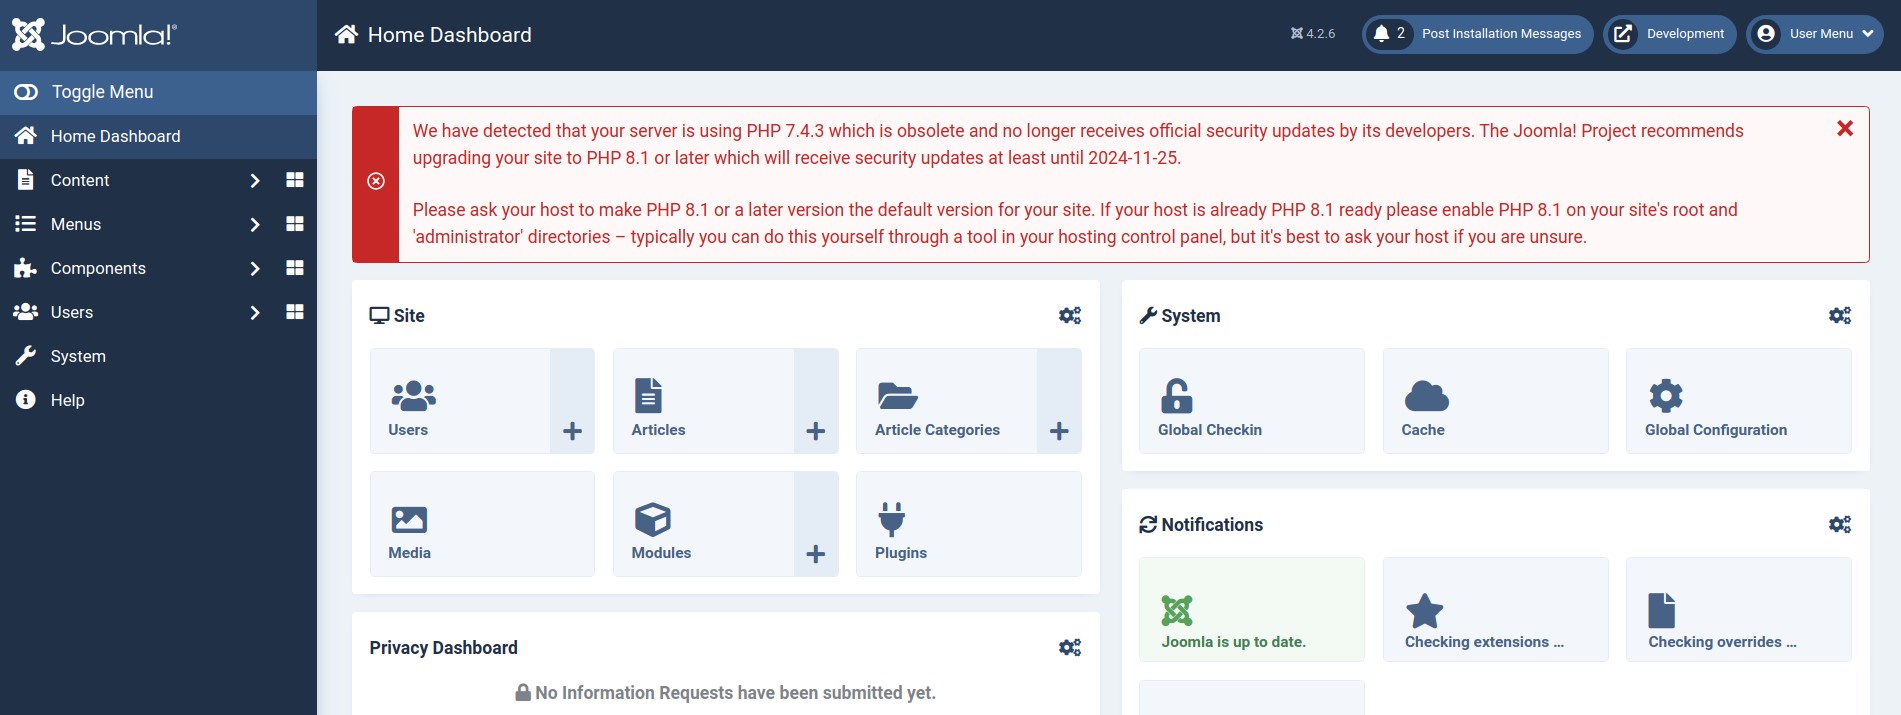 Joomla!®
Home Dashboard
4.2.6
2
Post Installation Messages
Development
User Menu
Toggle Menu
Home Dashboard
Content
Menus
Components
Users
System
Help
We have detected that your server is using PHP 7.4.3 which is obsolete and no longer receives official security updates by its developers. The Joomla! Project recommends
upgrading your site to PHP 8.1 or later which will receive security updates at least until 2024-11-25.
Please ask your host to make PHP 8.1 or a later version the default version for your site. If your host is already PHP 8.1 ready please enable PHP 8.1 on your site's root and
'administrator' directories – typically you can do this yourself through a tool in your hosting control panel, but it's best to ask your host if you are unsure.
Site
Users
Articles
Article Categories
Media
Modules
Plugins
Privacy Dashboard
No Information Requests have been submitted yet.
System
Global Checkin
Cache
Global Configuration
Notifications
Joomla is up to date.
Checking extensions ...
Checking overrides ...